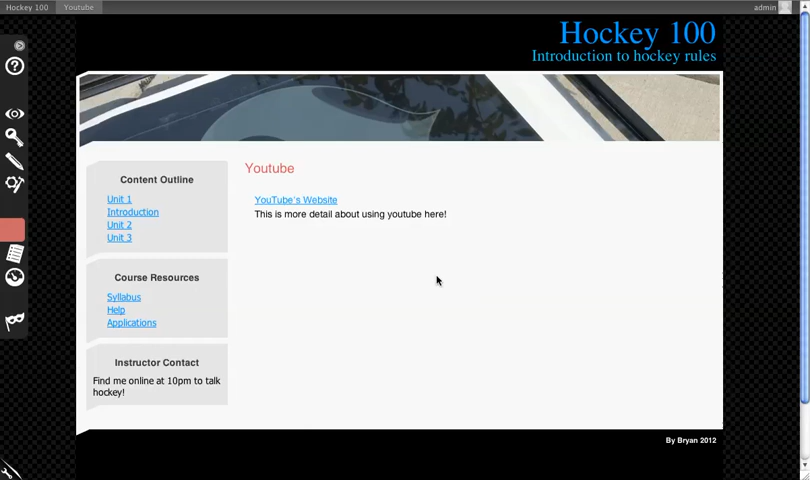 Hockey 100
Youtube
admin
Hockey 100
Introduction to hockey rules
Content Outline
Unit 1
Introduction
Unit 2
Unit 3
Course Resources
Syllabus
Help
Applications
Instructor Contact
Find me online at 10pm to talk
hockey!
Youtube
YouTube's Website
This is more detail about using youtube here!
By Bryan 2012